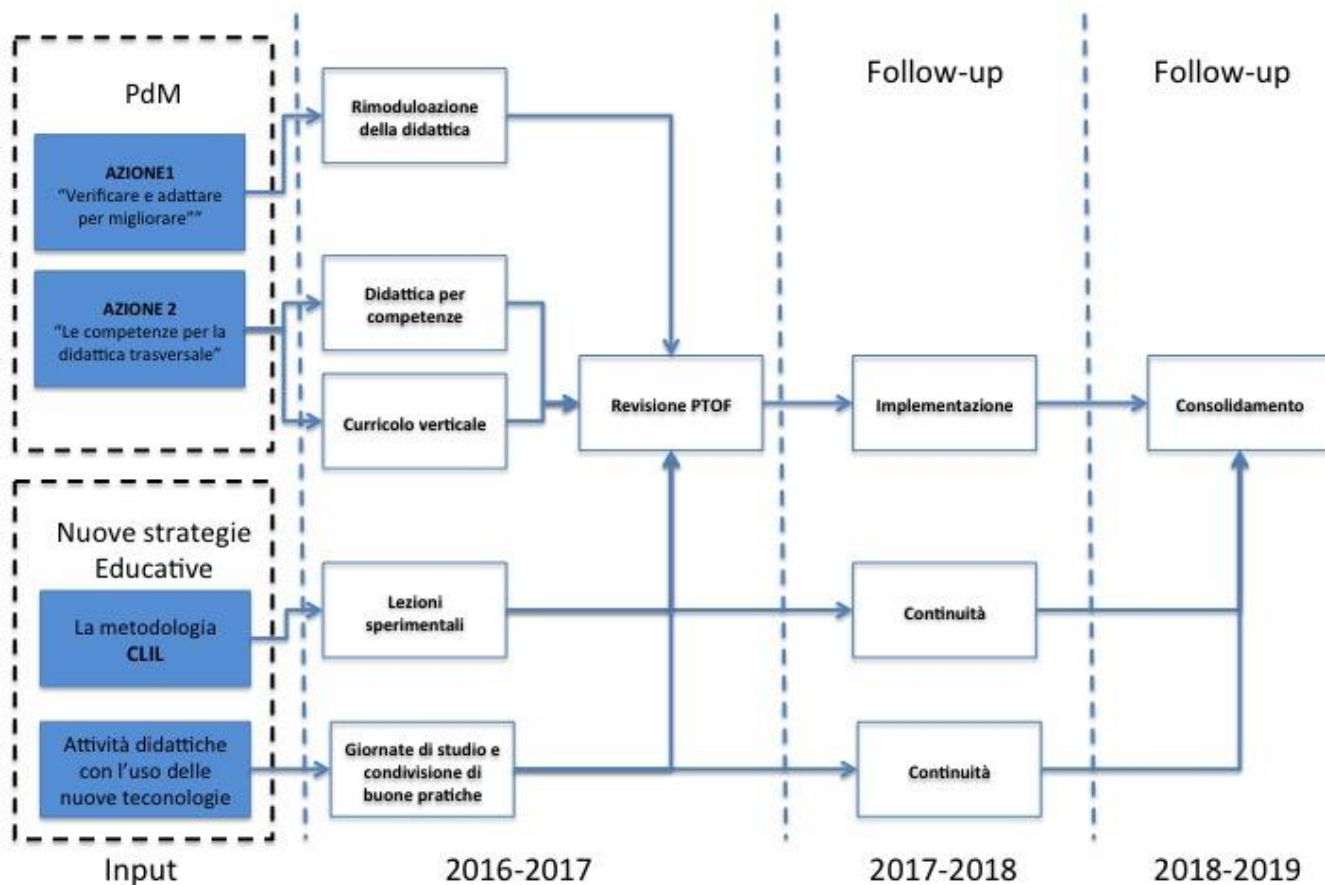 PdM
AZIONE1
"Verificare e adattare
per migliorare""
AZIONE 2
"Le competenze per la
didattica trasversale"
Nuove strategie
Educative
La metodologia
CLIL
Attività didattiche
con l'uso delle
nuove teconologie
Input
Rimoduloazione
della didattica
Didattica per
competenze
Curricolo verticale
Revisione PTOF
Lezioni
sperimentali
Giornate di studio e
condivisione di
buone pratiche
2016-2017
Follow-up
Implementazione
Continuità
Continuità
2017-2018
Follow-up
Consolidamento
2018-2019